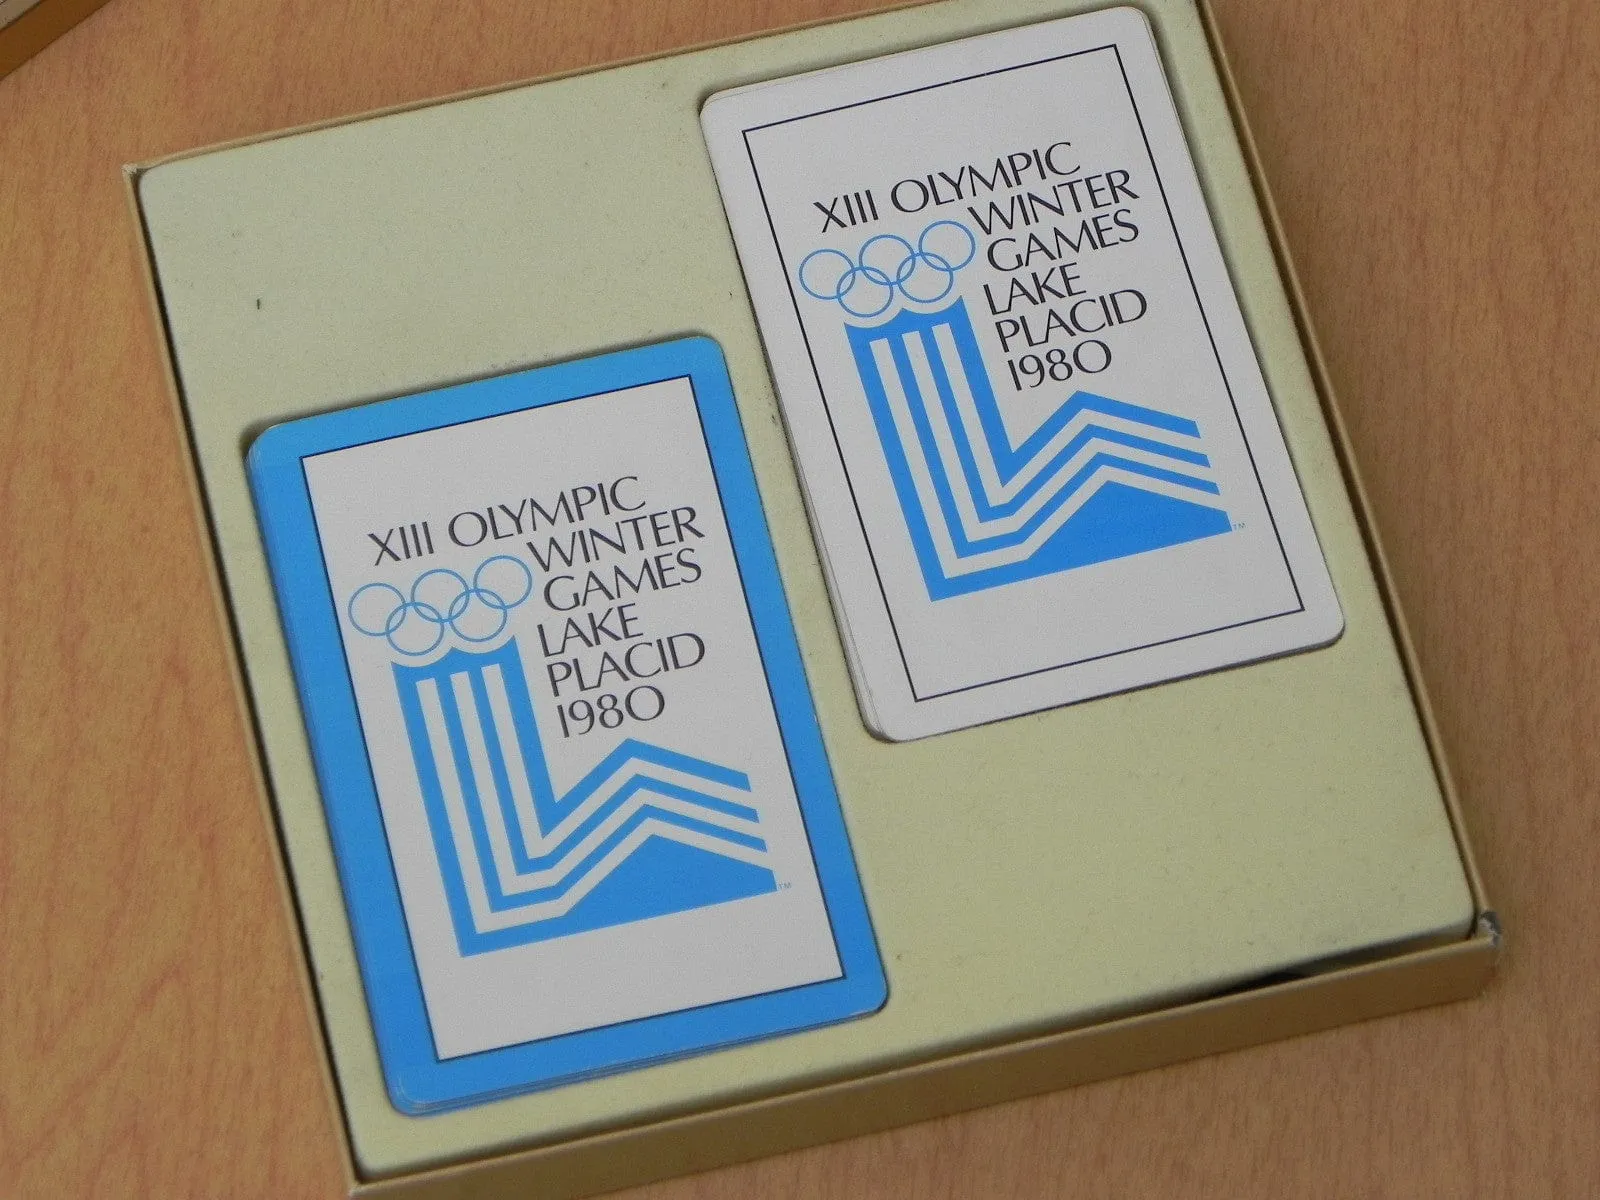 XIII OLYMPIC
WINTER
GAMES
LAKE
PLACID
1980
TM
XIII OLYMPIC
WINTER
GAMES
LAKE
PLACID
1980
TM